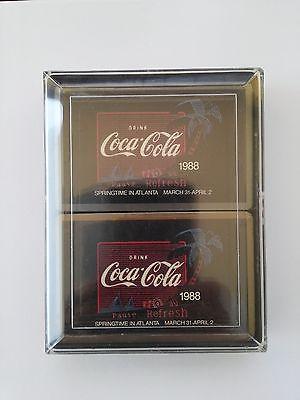 DRINK
Coca-Cola
1988
Pause Refresh
SPRINGTIME IN ATLANTA MARCH 31-APRIL 2
DRINK
Coca-Cola
1988
Pause Refresh
SPRINGTIME IN ATLANTA MARCH 31-APRIL 2